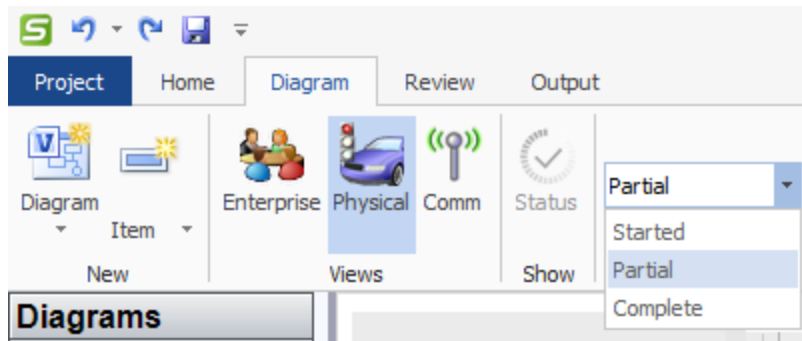 Project Home Diagram Review Output
Diagram
Item
New
Enterprise Physical Comm
Views
Status
Show
Partial
Started
Partial
Complete
Diagrams